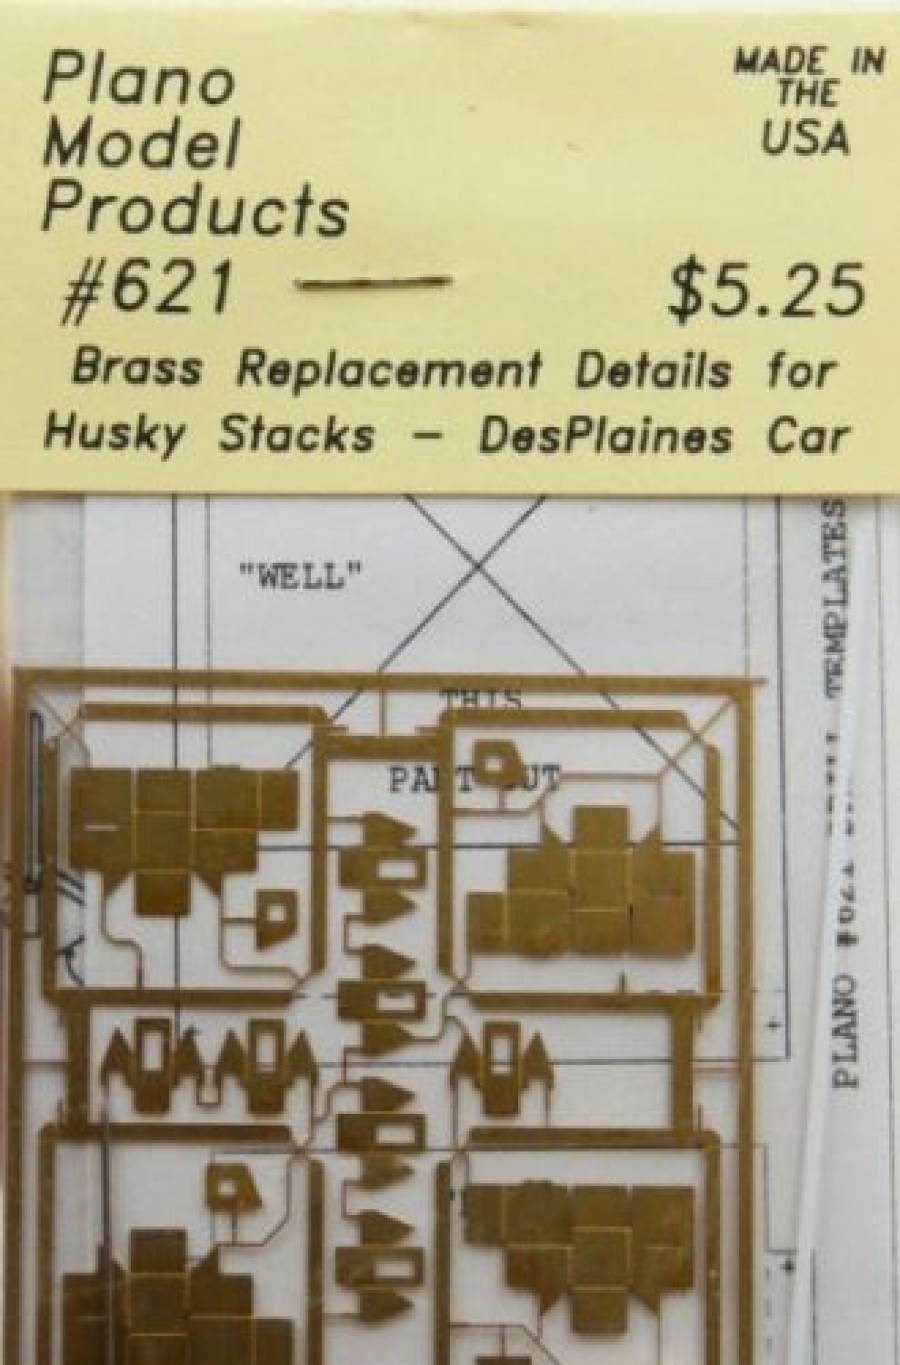 Plano
Model
Products
#621
MADE IN
THE
USA
$5.25
Brass Replacement Details for
Husky Stacks - DesPlaines Car
"WELL"
THIS
PLANO #621
TEMPLATES